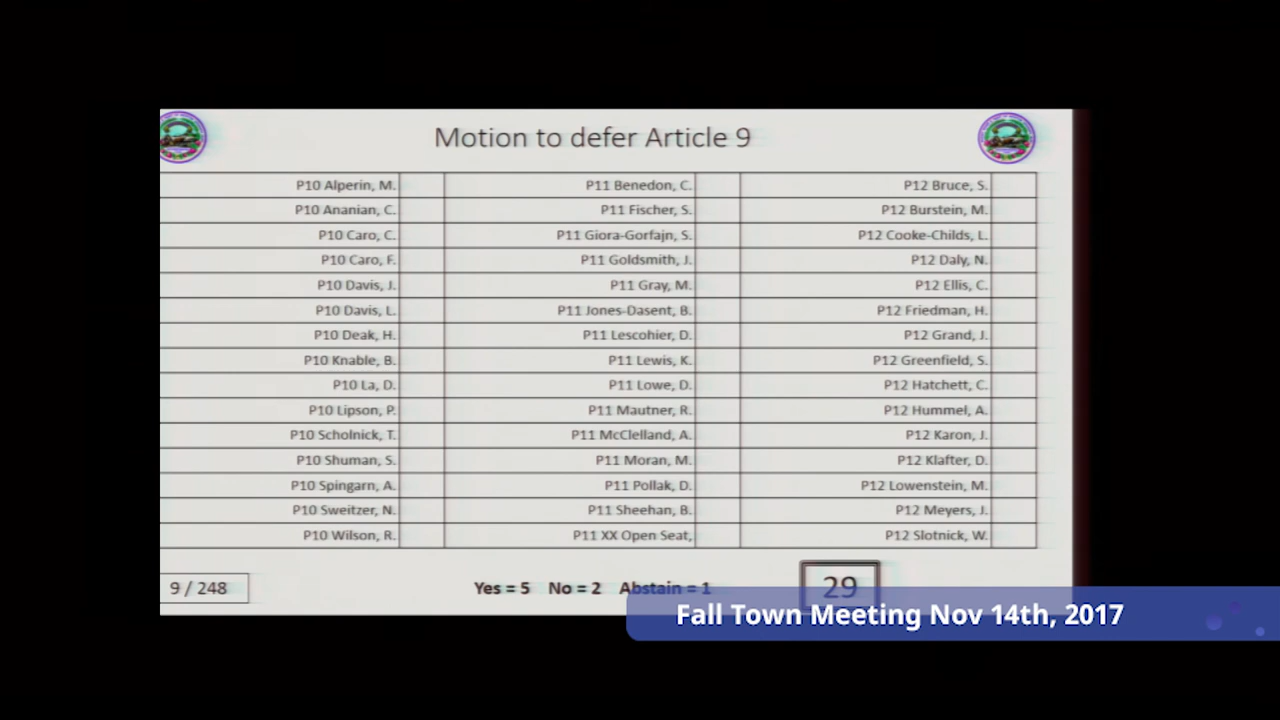 Motion to defer Article 9
P10 Alperin, M. P11 Benedon, C. P12 Bruce, S.
P10 Ananian, C. P11 Fischer, S. P12 Burstein, M.
P10 Caro, C. P11 Giora-Gorfajn, S. P12 Cooke-Childs, L.
P10 Caro, F. P11 Goldsmith, J. P12 Daly, N.
P10 Davis, J. P11 Gray, M. P12 Ellis, C.
P10 Davis, L. P11 Jones-Dasent, B. P12 Friedman, H.
P10 Deak, H. P11 Lescohier, D. P12 Grand, J.
P10 Knable, B. P11 Lewis, K. P12 Greenfield, S.
P10 La, D. P11 Lowe, D. P12 Hatchett, C.
P10 Lipson, P. P11 Mautner, R. P12 Hummel, A.
P10 Scholnick, T. P11 McClelland, A. P12 Karon, J.
P10 Shuman, S. P11 Moran, M. P12 Klafter, D.
P10 Spingarn, A. P11 Pollak, D. P12 Lowenstein, M.
P10 Sweitzer, N. P11 Sheehan, B. P12 Meyers, J.
P10 Wilson, R. P11 XX Open Seat, P12 Slotnick, W.
9 / 248 Yes = 5 No = 2 Abstain = 1 29
Fall Town Meeting Nov 14th, 2017